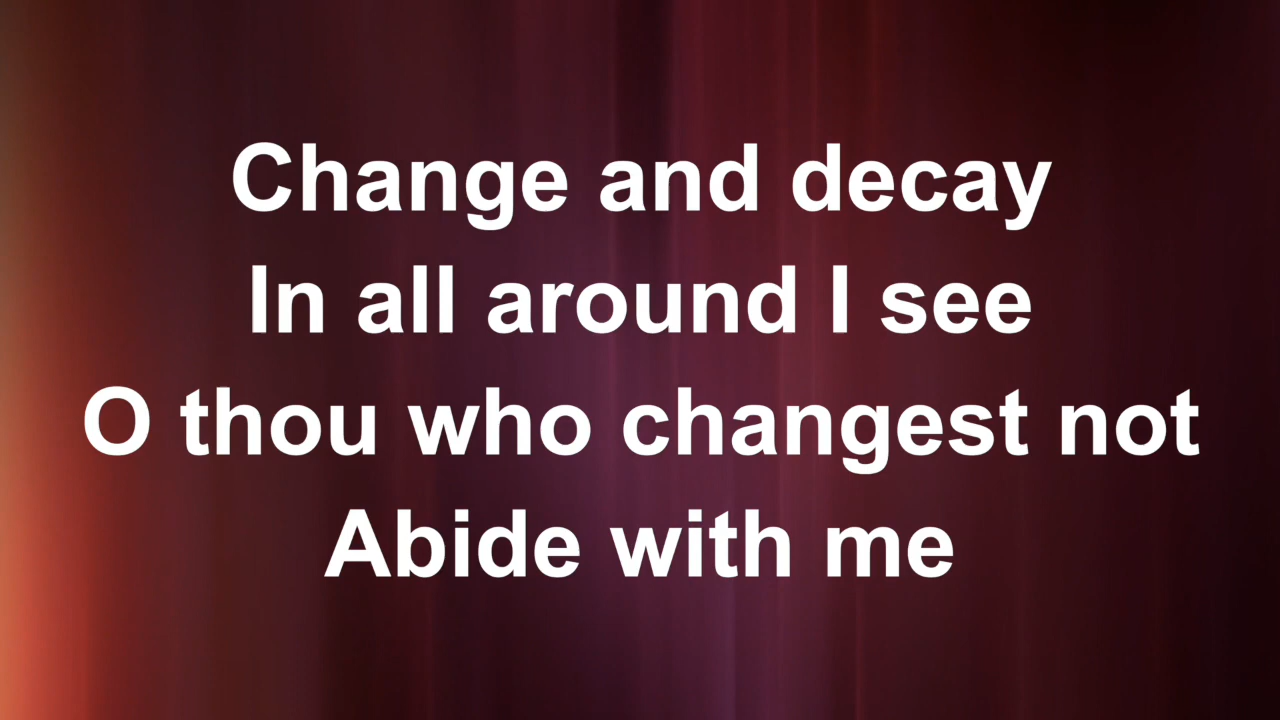 Change and decay
In all around I see
O thou who changest not
Abide with me